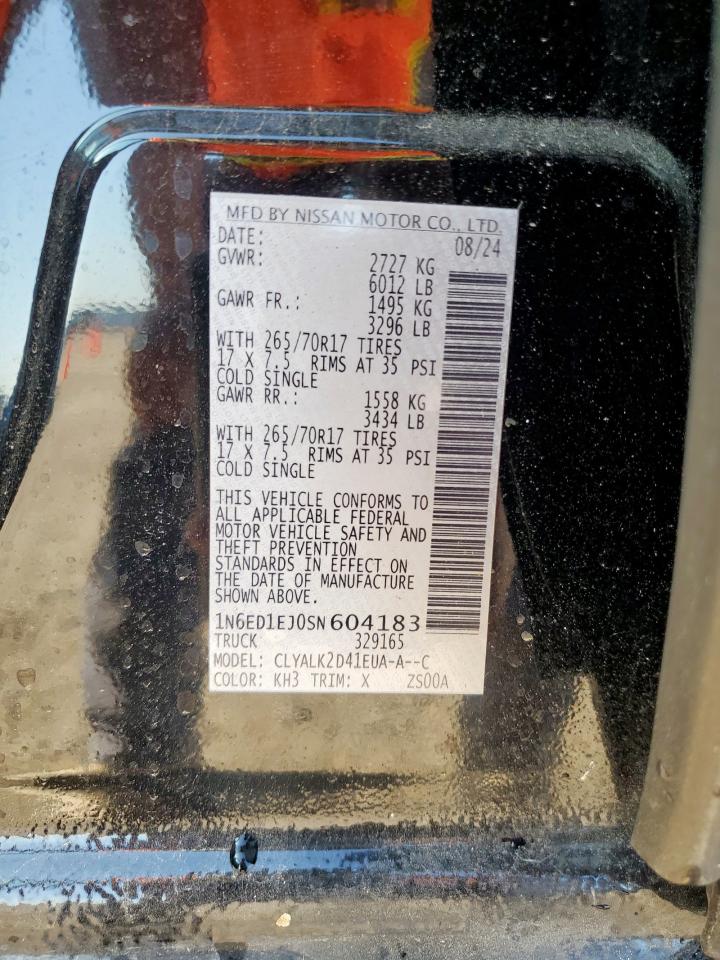 MFD BY NISSAN MOTOR CO., LTD.
DATE: 08/24
GVWR: 2727 KG
6012 LB
GAWR FR.: 1495 KG
3296 LB
WITH 265/70R17 TIRES
17 X 7.5 RIMS AT 35 PSI
COLD SINGLE
GAWR RR.: 1558 KG
3434 LB
WITH 265/70R17 TIRES
17 X 7.5 RIMS AT 35 PSI
COLD SINGLE
THIS VEHICLE CONFORMS TO
ALL APPLICABLE FEDERAL
MOTOR VEHICLE SAFETY AND
THEFT PREVENTION
STANDARDS IN EFFECT ON
THE DATE OF MANUFACTURE
SHOWN ABOVE.
1N6ED1EJ0SN604183
TRUCK 329165
MODEL: CLYALK2D41EUA-A--C
COLOR: KH3 TRIM: X ZS00A